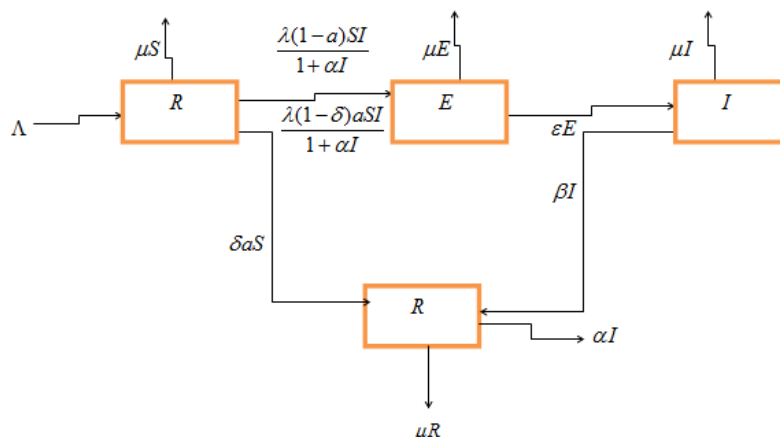 μS
λ(1−a)SI
1+αI
μE
μI
R
E
I
Λ
λ(1−δ)aSI
1+αI
εE
βI
δaS
R
αI
μR